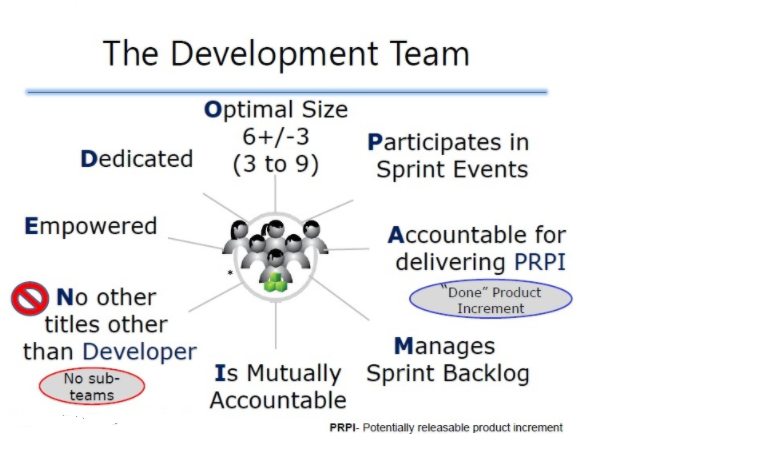 The Development Team
Optimal Size
6+/-3
(3 to 9)
Participates in
Sprint Events
Accountable for
delivering PRPI
"Done" Product
Increment
Manages
Sprint Backlog
Is Mutually
Accountable
No other
titles other
than Developer
No sub-
teams
Empowered
Dedicated
*
PRPI- Potentially releasable product increment